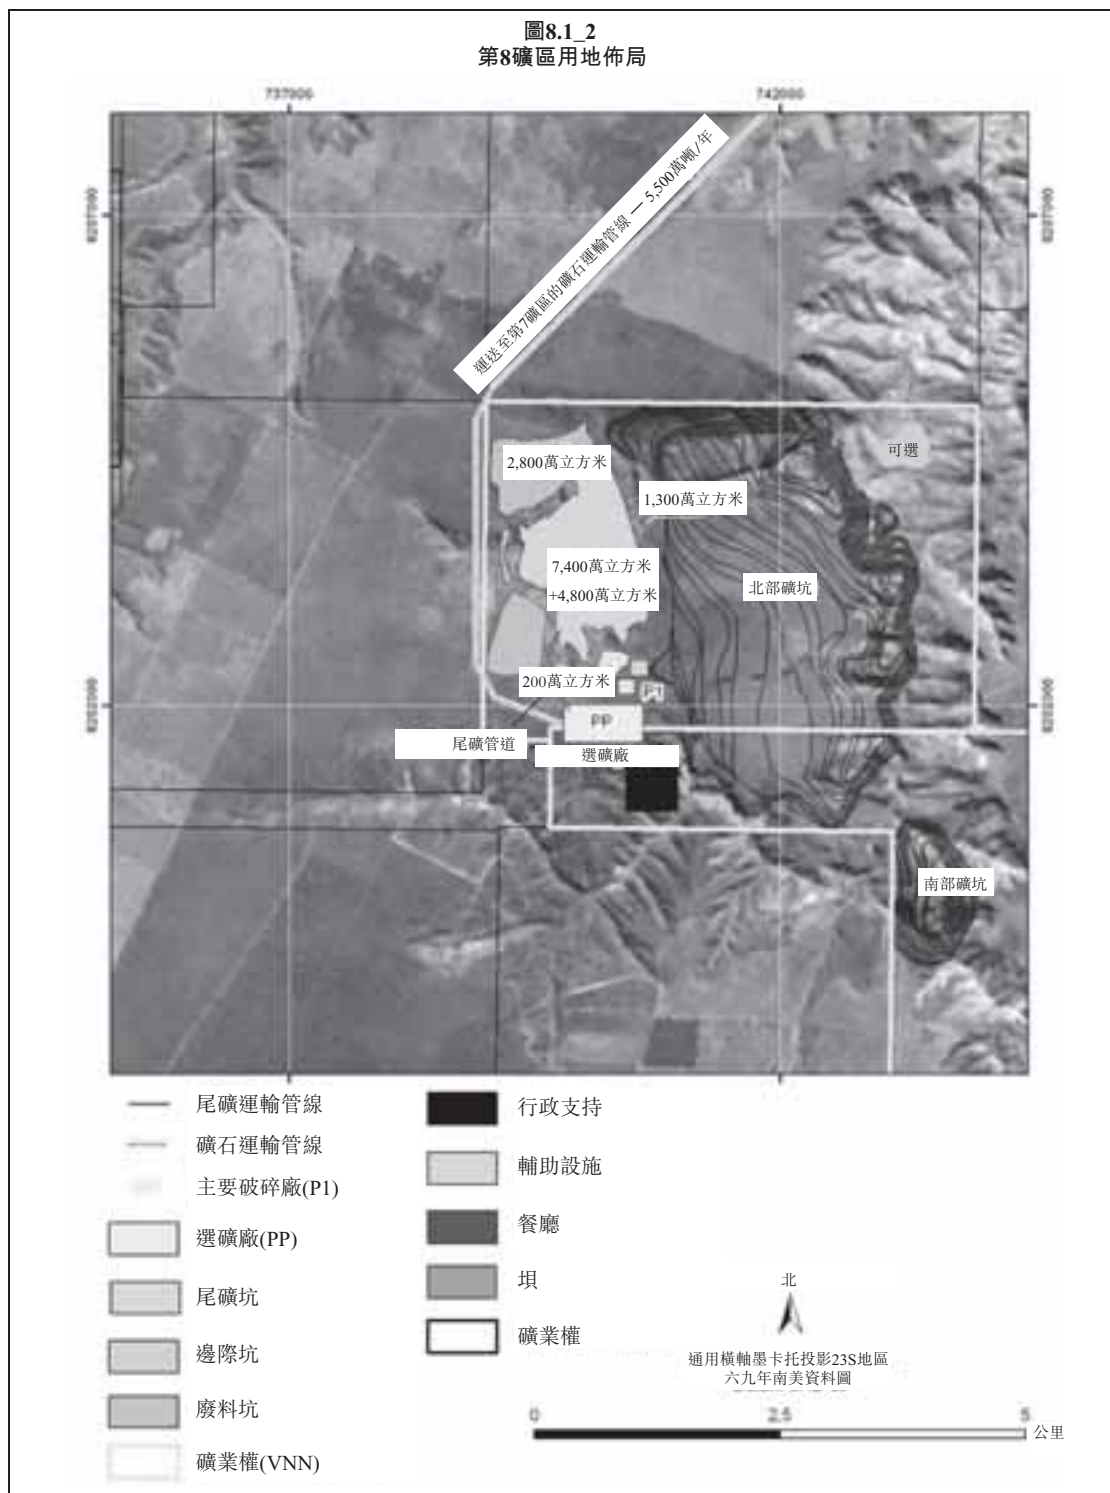 圖8.1_2
第8礦區用地佈局
737000
742000
運送至第7礦區的礦石運輸管線 — 5,500萬噸/年
可選
2,800萬立方米
1,300萬立方米
7,400萬立方米
+4,800萬立方米
北部礦坑
200萬立方米
P1
PP
尾礦管道
選礦廠
南部礦坑
尾礦運輸管線
礦石運輸管線
主要破碎廠(P1)
選礦廠(PP)
尾礦坑
邊際坑
廢料坑
礦業權(VNN)
行政支持
輔助設施
餐廳
垻
礦業權
北
通用橫軸墨卡托投影23S地區
六九年南美資料圖
0
2.5
5
公里